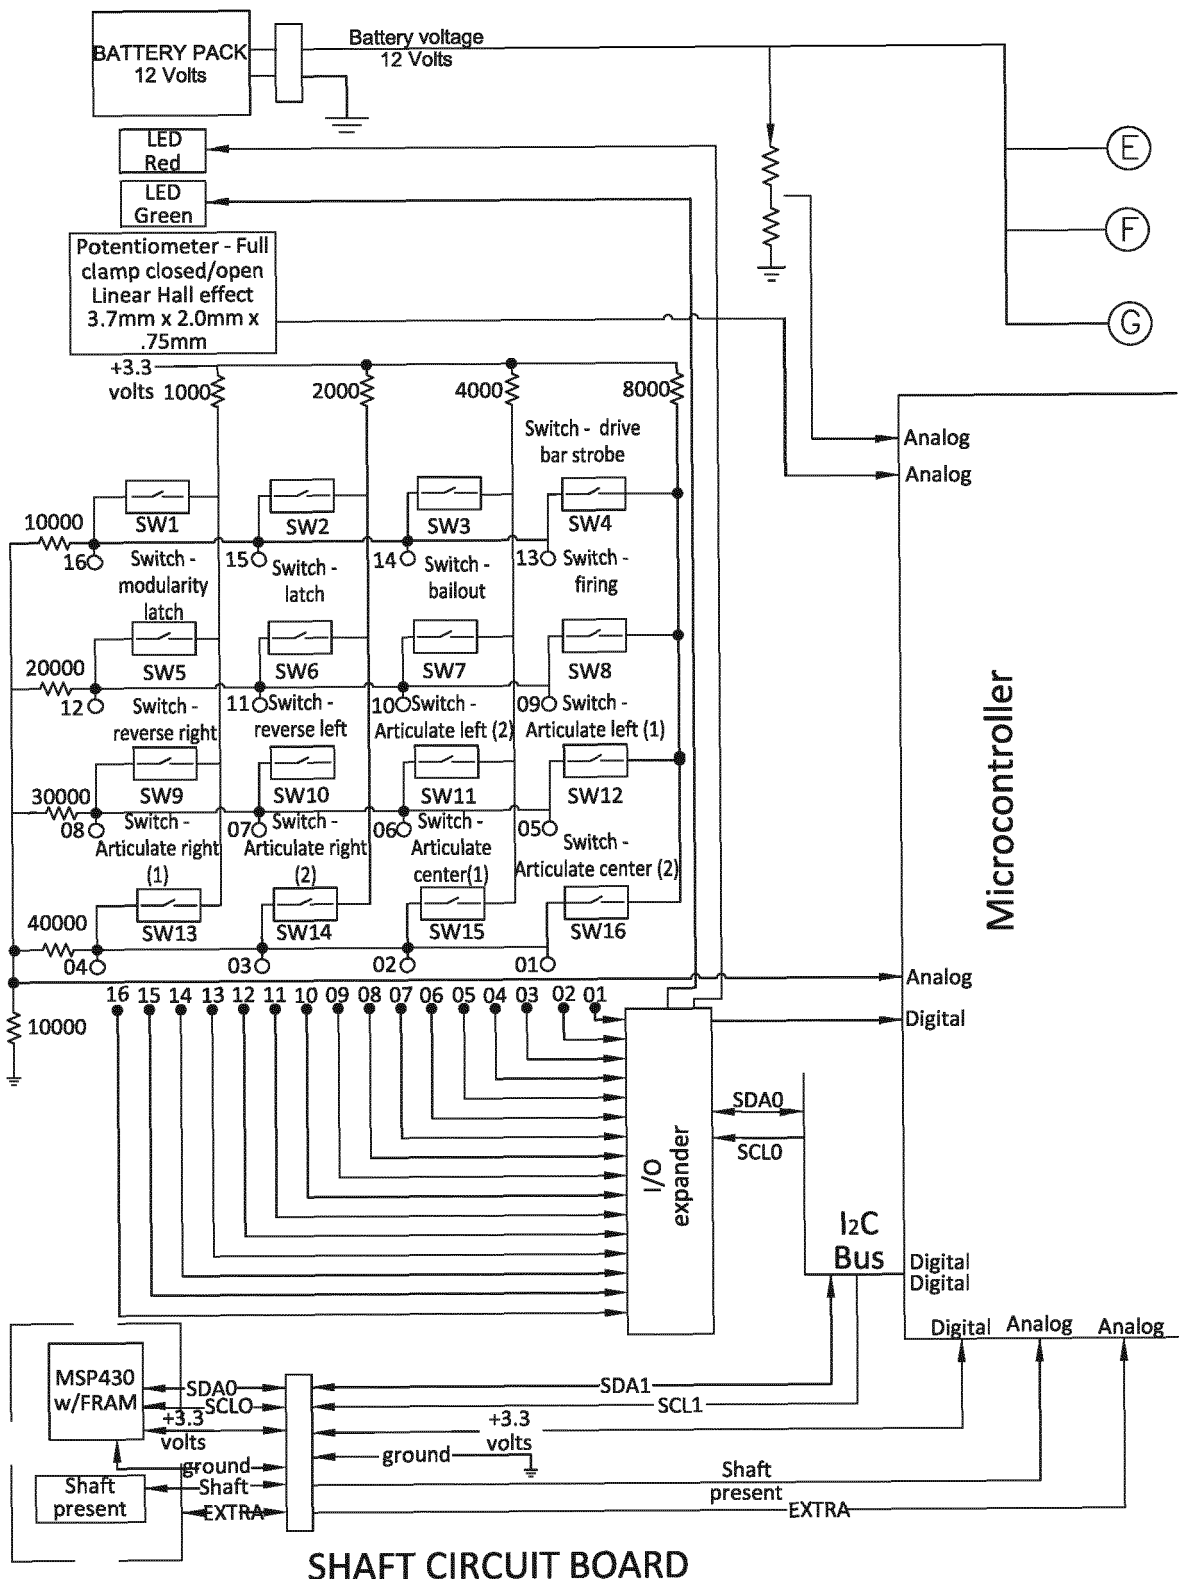 BATTERY PACK
12 Volts
Battery voltage
12 Volts
LED
Red
LED
Green
E
F
G
Potentiometer - Full
clamp closed/open
Linear Hall effect
3.7mm x 2.0mm x
.75mm
+3.3
volts
1000
2000
4000
8000
Switch - drive
bar strobe
Analog
Analog
10000
SW1
SW2
SW3
SW4
16
15
14
13
Switch -
modularity
latch
Switch -
latch
Switch -
bailout
Switch -
firing
20000
SW5
SW6
SW7
SW8
12
11
10
09
Switch -
reverse right
Switch -
reverse left
Switch -
Articulate left (2)
Switch -
Articulate left (1)
30000
SW9
SW10
SW11
SW12
08
07
06
05
Switch -
Articulate right
(1)
Switch -
Articulate right
(2)
Switch -
Articulate
center(1)
Switch -
Articulate center (2)
40000
SW13
SW14
SW15
SW16
04
03
02
01
Microcontroller
Analog
16 15 14 13 12 11 10 09 08 07 06 05 04 03 02 01
10000
Digital
I/O
expander
SDA0
SCL0
I2C
Bus
Digital
Digital
Digital
Analog
Analog
MSP430
w/FRAM
SDA0
SCLO
+3.3
volts
ground
Shaft
present
Shaft
EXTRA
SDA1
SCL1
+3.3
volts
ground
Shaft
present
EXTRA
SHAFT CIRCUIT BOARD